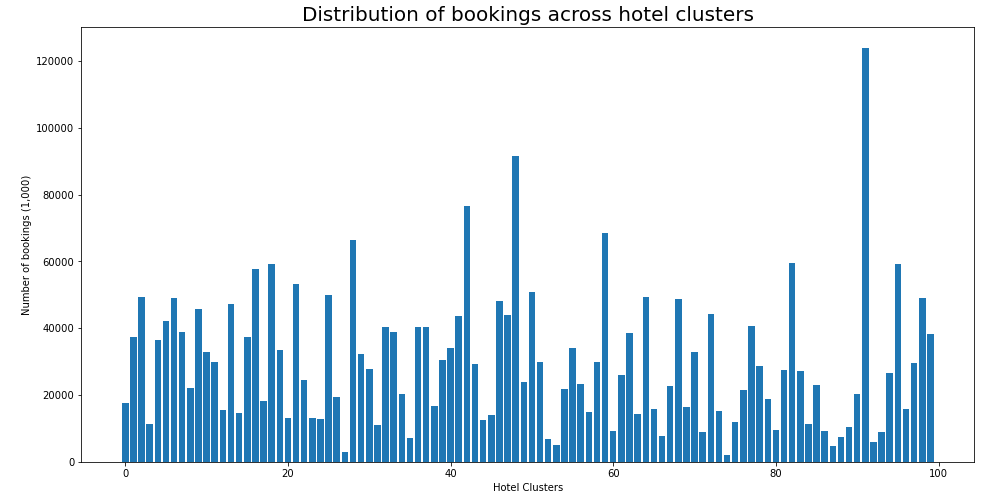 Distribution of bookings across hotel clusters
Number of bookings (1,000)
120000
100000
80000
60000
40000
20000
0
0 20 40 60 80 100
Hotel Clusters